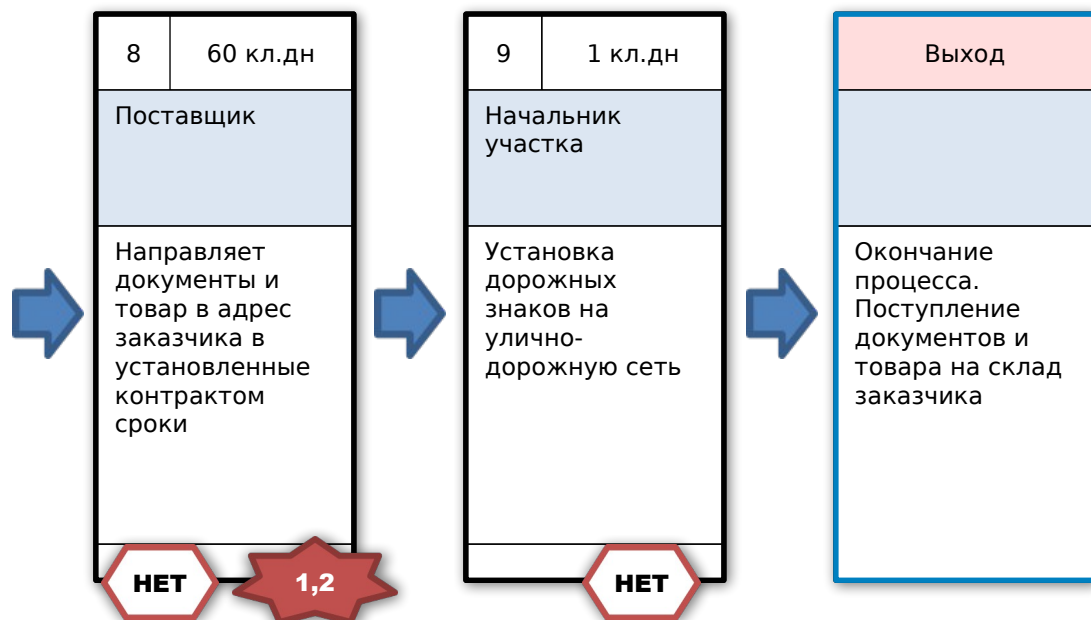 8
60 кл.дн
Поставщик
Направляет
документы и
товар в адрес
заказчика в
установленные
контрактом
сроки
НЕТ
1,2
9
1 кл.дн
Начальник
участка
Установка
дорожных
знаков на
улично-
дорожную сеть
НЕТ
Выход
Окончание
процесса.
Поступление
документов и
товара на склад
заказчика